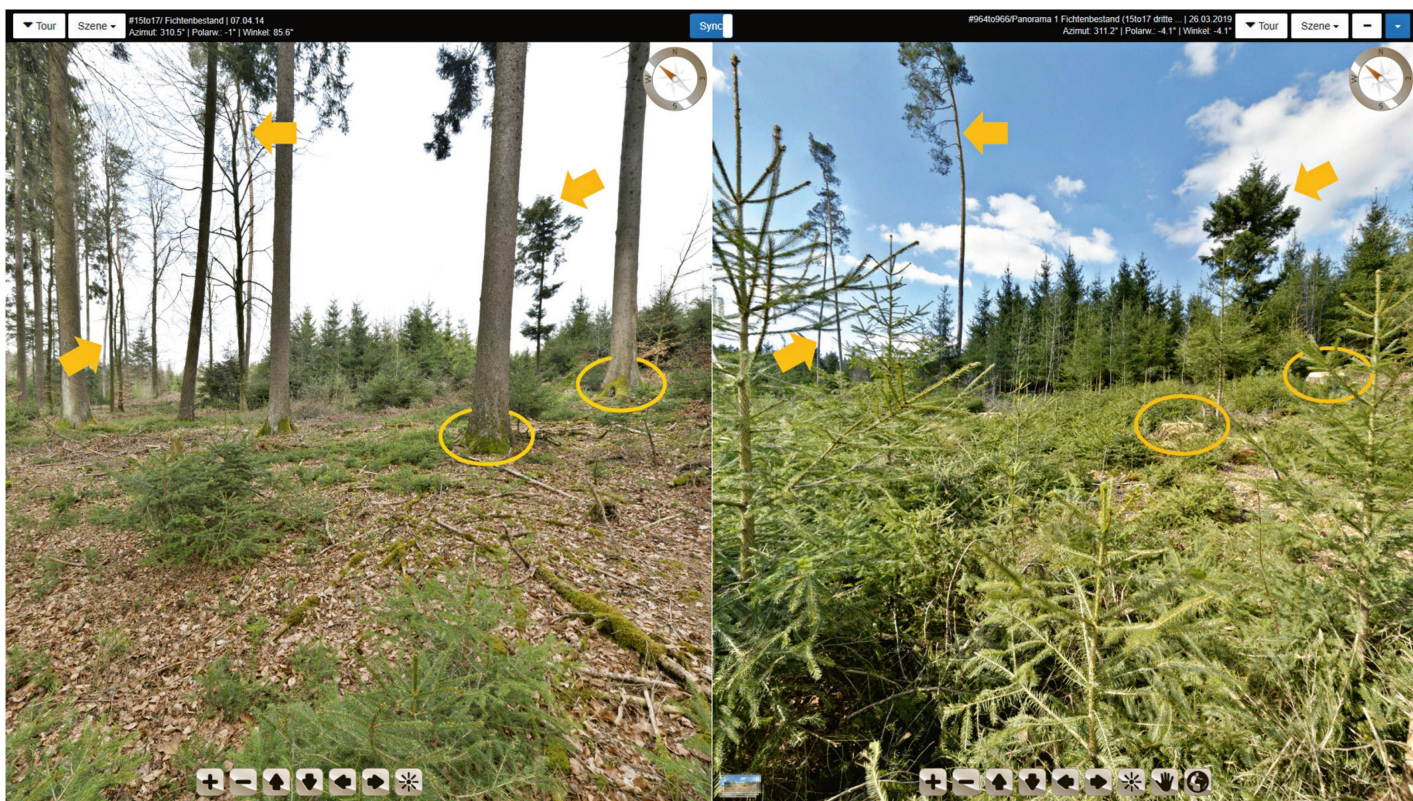 Tour
Szene
#15to17/ Fichtenbestand | 07.04.14
Azimut: 310.5° | Polarw.: -1° | Winkel: 85.6°
Sync
#964to966/Panorama 1 Fichtenbestand (15to17 dritte ... | 26.03.2019
Azimut: 311.2° | Polarw.: -4.1° | Winkel: -4.1°
Tour
Szene
N
E
S
W
N
E
S
W